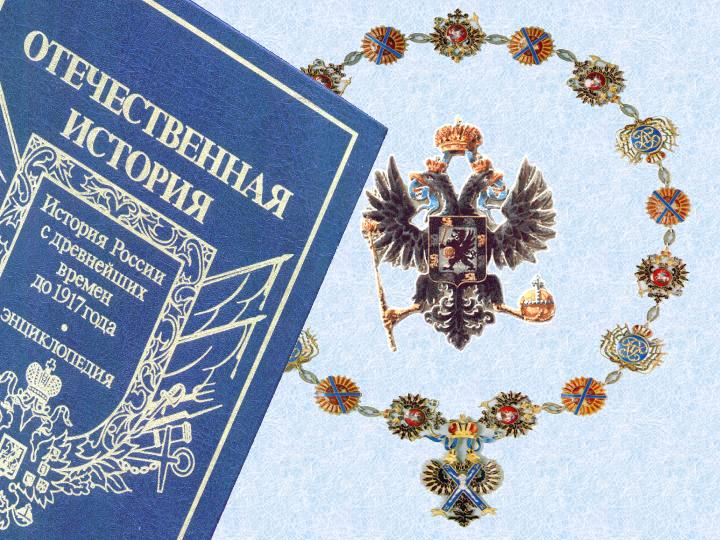 ОТЕЧЕСТВЕННАЯ
ИСТОРИЯ
История России
с древнейших
времен
до 1917 года
•
ЭНЦИКЛОПЕДИЯ